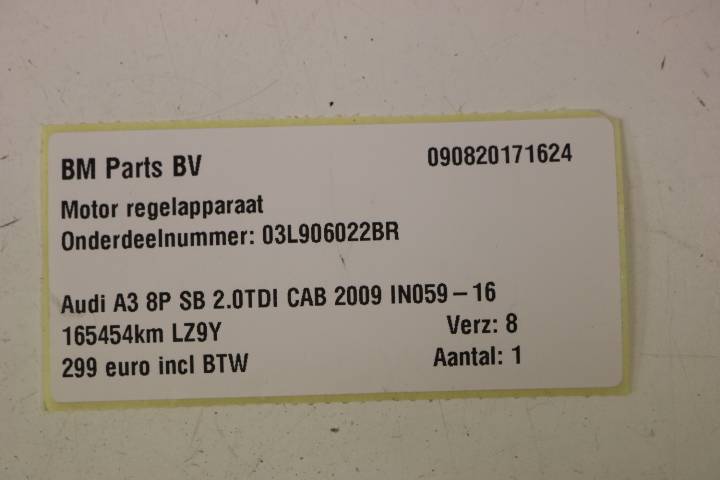 BM Parts BV 090820171624
Motor regelapparaat
Onderdeelnummer: 03L906022BR
Audi A3 8P SB 2.0TDI CAB 2009 IN059-16
165454km LZ9Y Verz: 8
299 euro incl BTW Aantal: 1